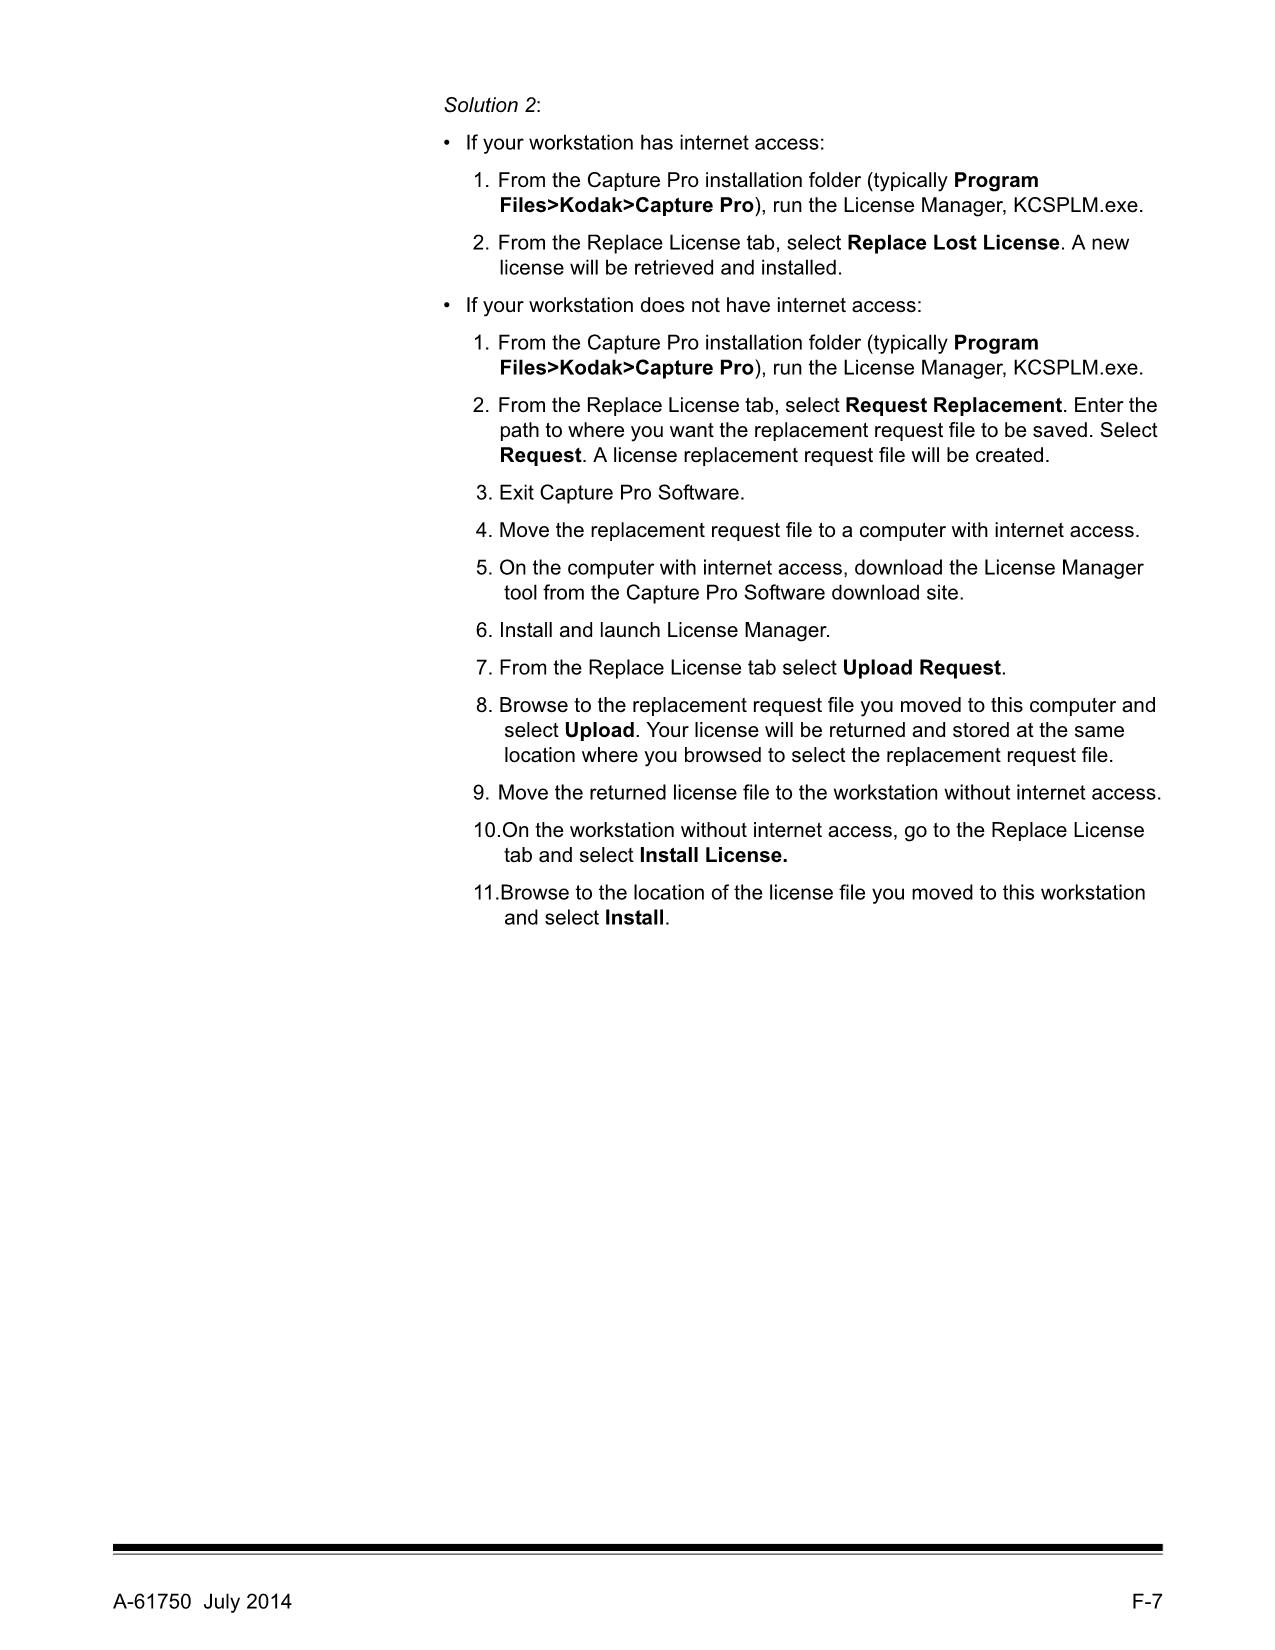 Solution 2:
• If your workstation has internet access:
1. From the Capture Pro installation folder (typically Program
Files>Kodak>Capture Pro), run the License Manager, KCSPLM.exe.
2. From the Replace License tab, select Replace Lost License. A new
license will be retrieved and installed.
• If your workstation does not have internet access:
1. From the Capture Pro installation folder (typically Program
Files>Kodak>Capture Pro), run the License Manager, KCSPLM.exe.
2. From the Replace License tab, select Request Replacement. Enter the
path to where you want the replacement request file to be saved. Select
Request. A license replacement request file will be created.
3. Exit Capture Pro Software.
4. Move the replacement request file to a computer with internet access.
5. On the computer with internet access, download the License Manager
tool from the Capture Pro Software download site.
6. Install and launch License Manager.
7. From the Replace License tab select Upload Request.
8. Browse to the replacement request file you moved to this computer and
select Upload. Your license will be returned and stored at the same
location where you browsed to select the replacement request file.
9. Move the returned license file to the workstation without internet access.
10.On the workstation without internet access, go to the Replace License
tab and select Install License.
11.Browse to the location of the license file you moved to this workstation
and select Install.
A-61750  July 2014 F-7